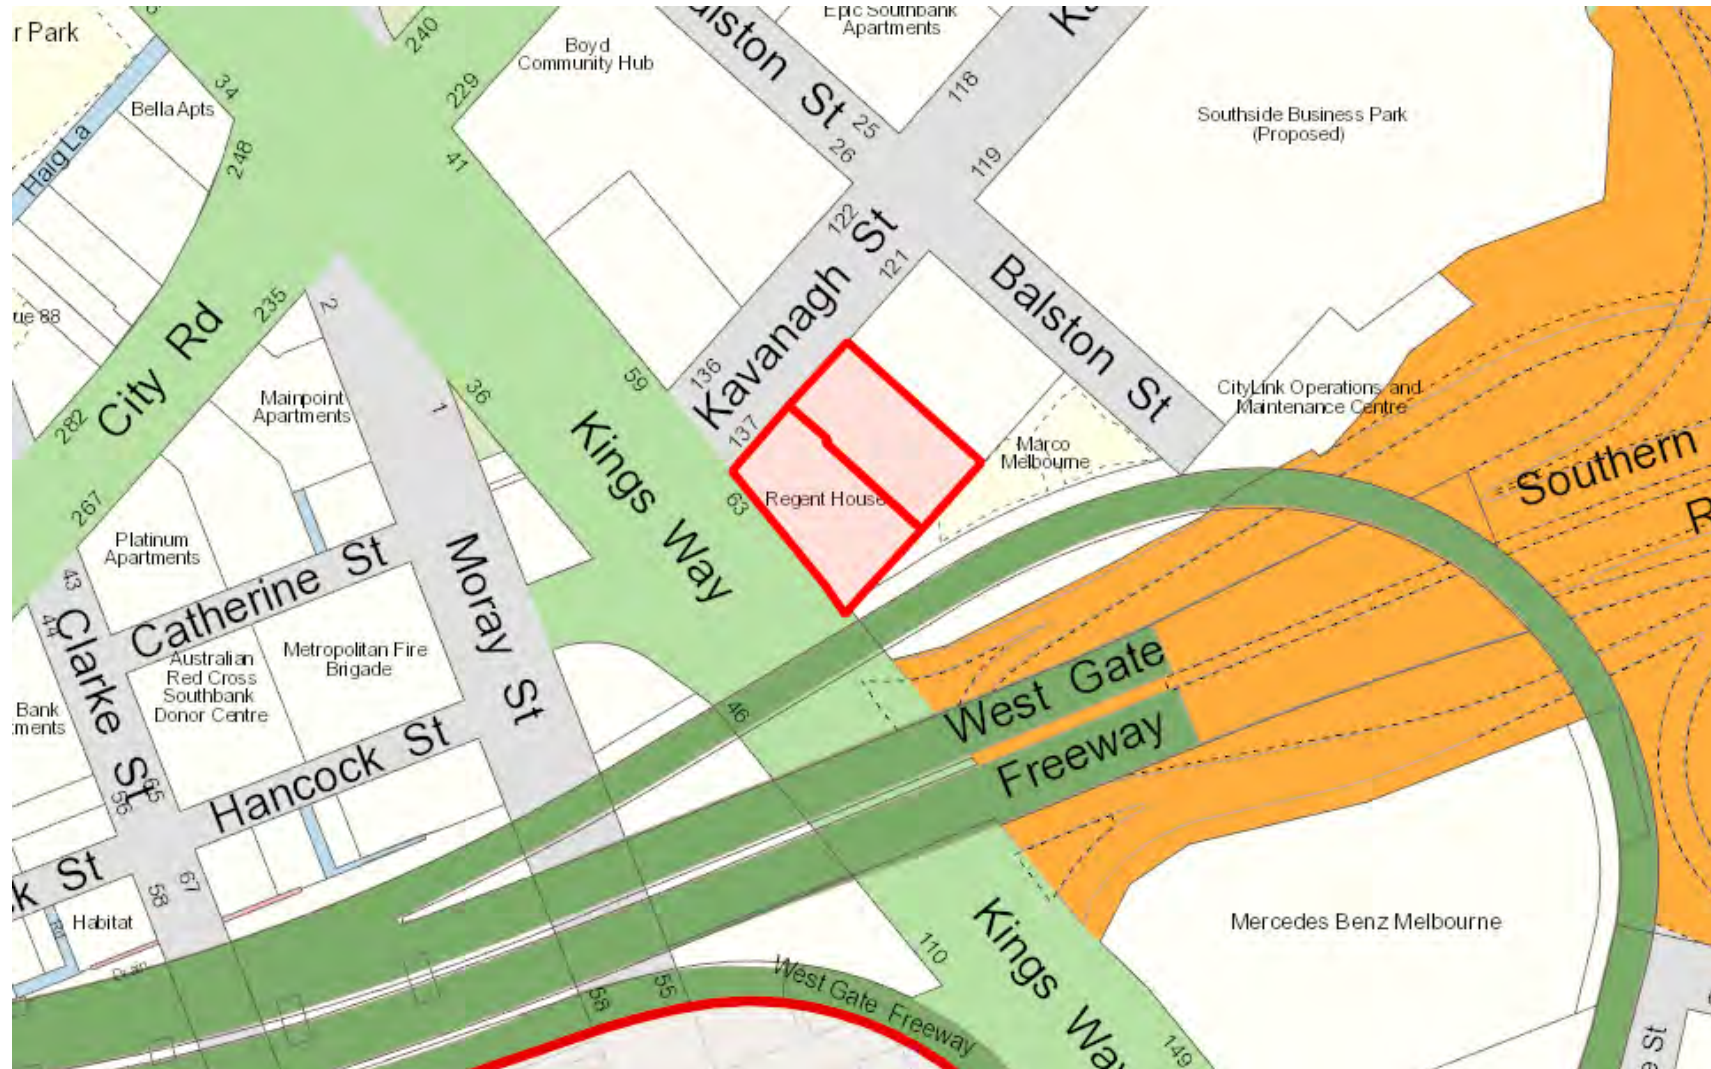 r Park
240
Boyd
Community Hub
alston St
Epic Southbank
Apartments
Ka
118
34
229
Bella Apts
25
26
Southside Business Park
(Proposed)
Haig La
248
41
119
122
Kavanagh St
121
Balston St
235
2
ue 88
City Rd
282
Mainpoint
Apartments
1
36
59
136
137
Kings Way
CityLink Operations and
Maintenance Centre
Marco
Melbourne
Southern
R
267
Regent House
63
Platinum
Apartments
Catherine St
Moray St
43
44
Clarke St
Australian
Red Cross
Southbank
Donor Centre
Metropolitan Fire
Brigade
West Gate
Freeway
Bank
ments
46
Hancock St
65
56
k St
58
67
Habitat
Rd
Drain
Mercedes Benz Melbourne
Kings Way
110
West Gate Freeway
58
55
149
e St